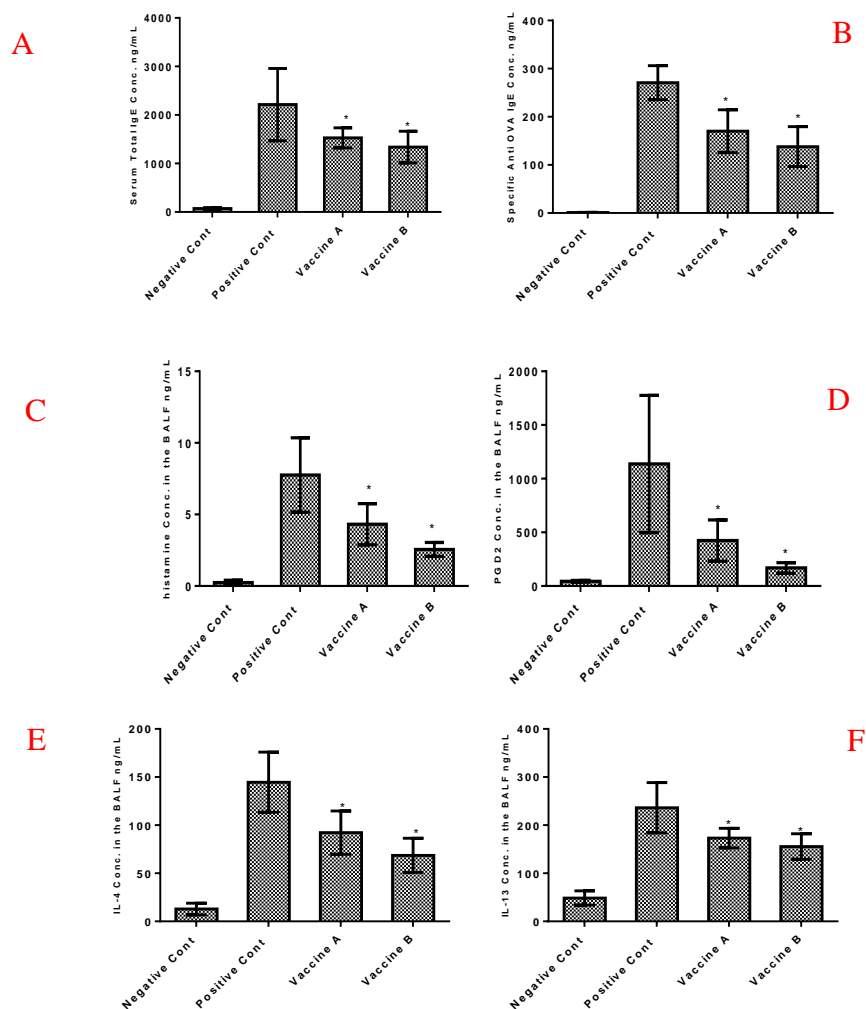 A
Serum Total IgE Conc. ng/mL
4000
3000
2000
1000
0
*
*
Negative Cont
Positive Cont
Vaccine A
Vaccine B
B
Specific Anti OVA IgE Conc. ng/mL
400
300
200
100
0
*
*
Negative Cont
Positive Cont
Vaccine A
Vaccine B
C
histamine Conc. in the BALF ng/mL
15
10
5
0
*
*
Negative Cont
Positive Cont
Vaccine A
Vaccine B
D
PGD2 Conc. in the BALF ng/mL
2000
1500
1000
500
0
*
*
Negative Cont
Positive Cont
Vaccine A
Vaccine B
E
IL-4 Conc. in the BALF ng/mL
200
150
100
50
0
*
*
Negative Cont
Positive Cont
Vaccine A
Vaccine B
F
IL-13 Conc. in the BALF ng/mL
400
300
200
100
0
*
*
Negative Cont
Positive Cont
Vaccine A
Vaccine B